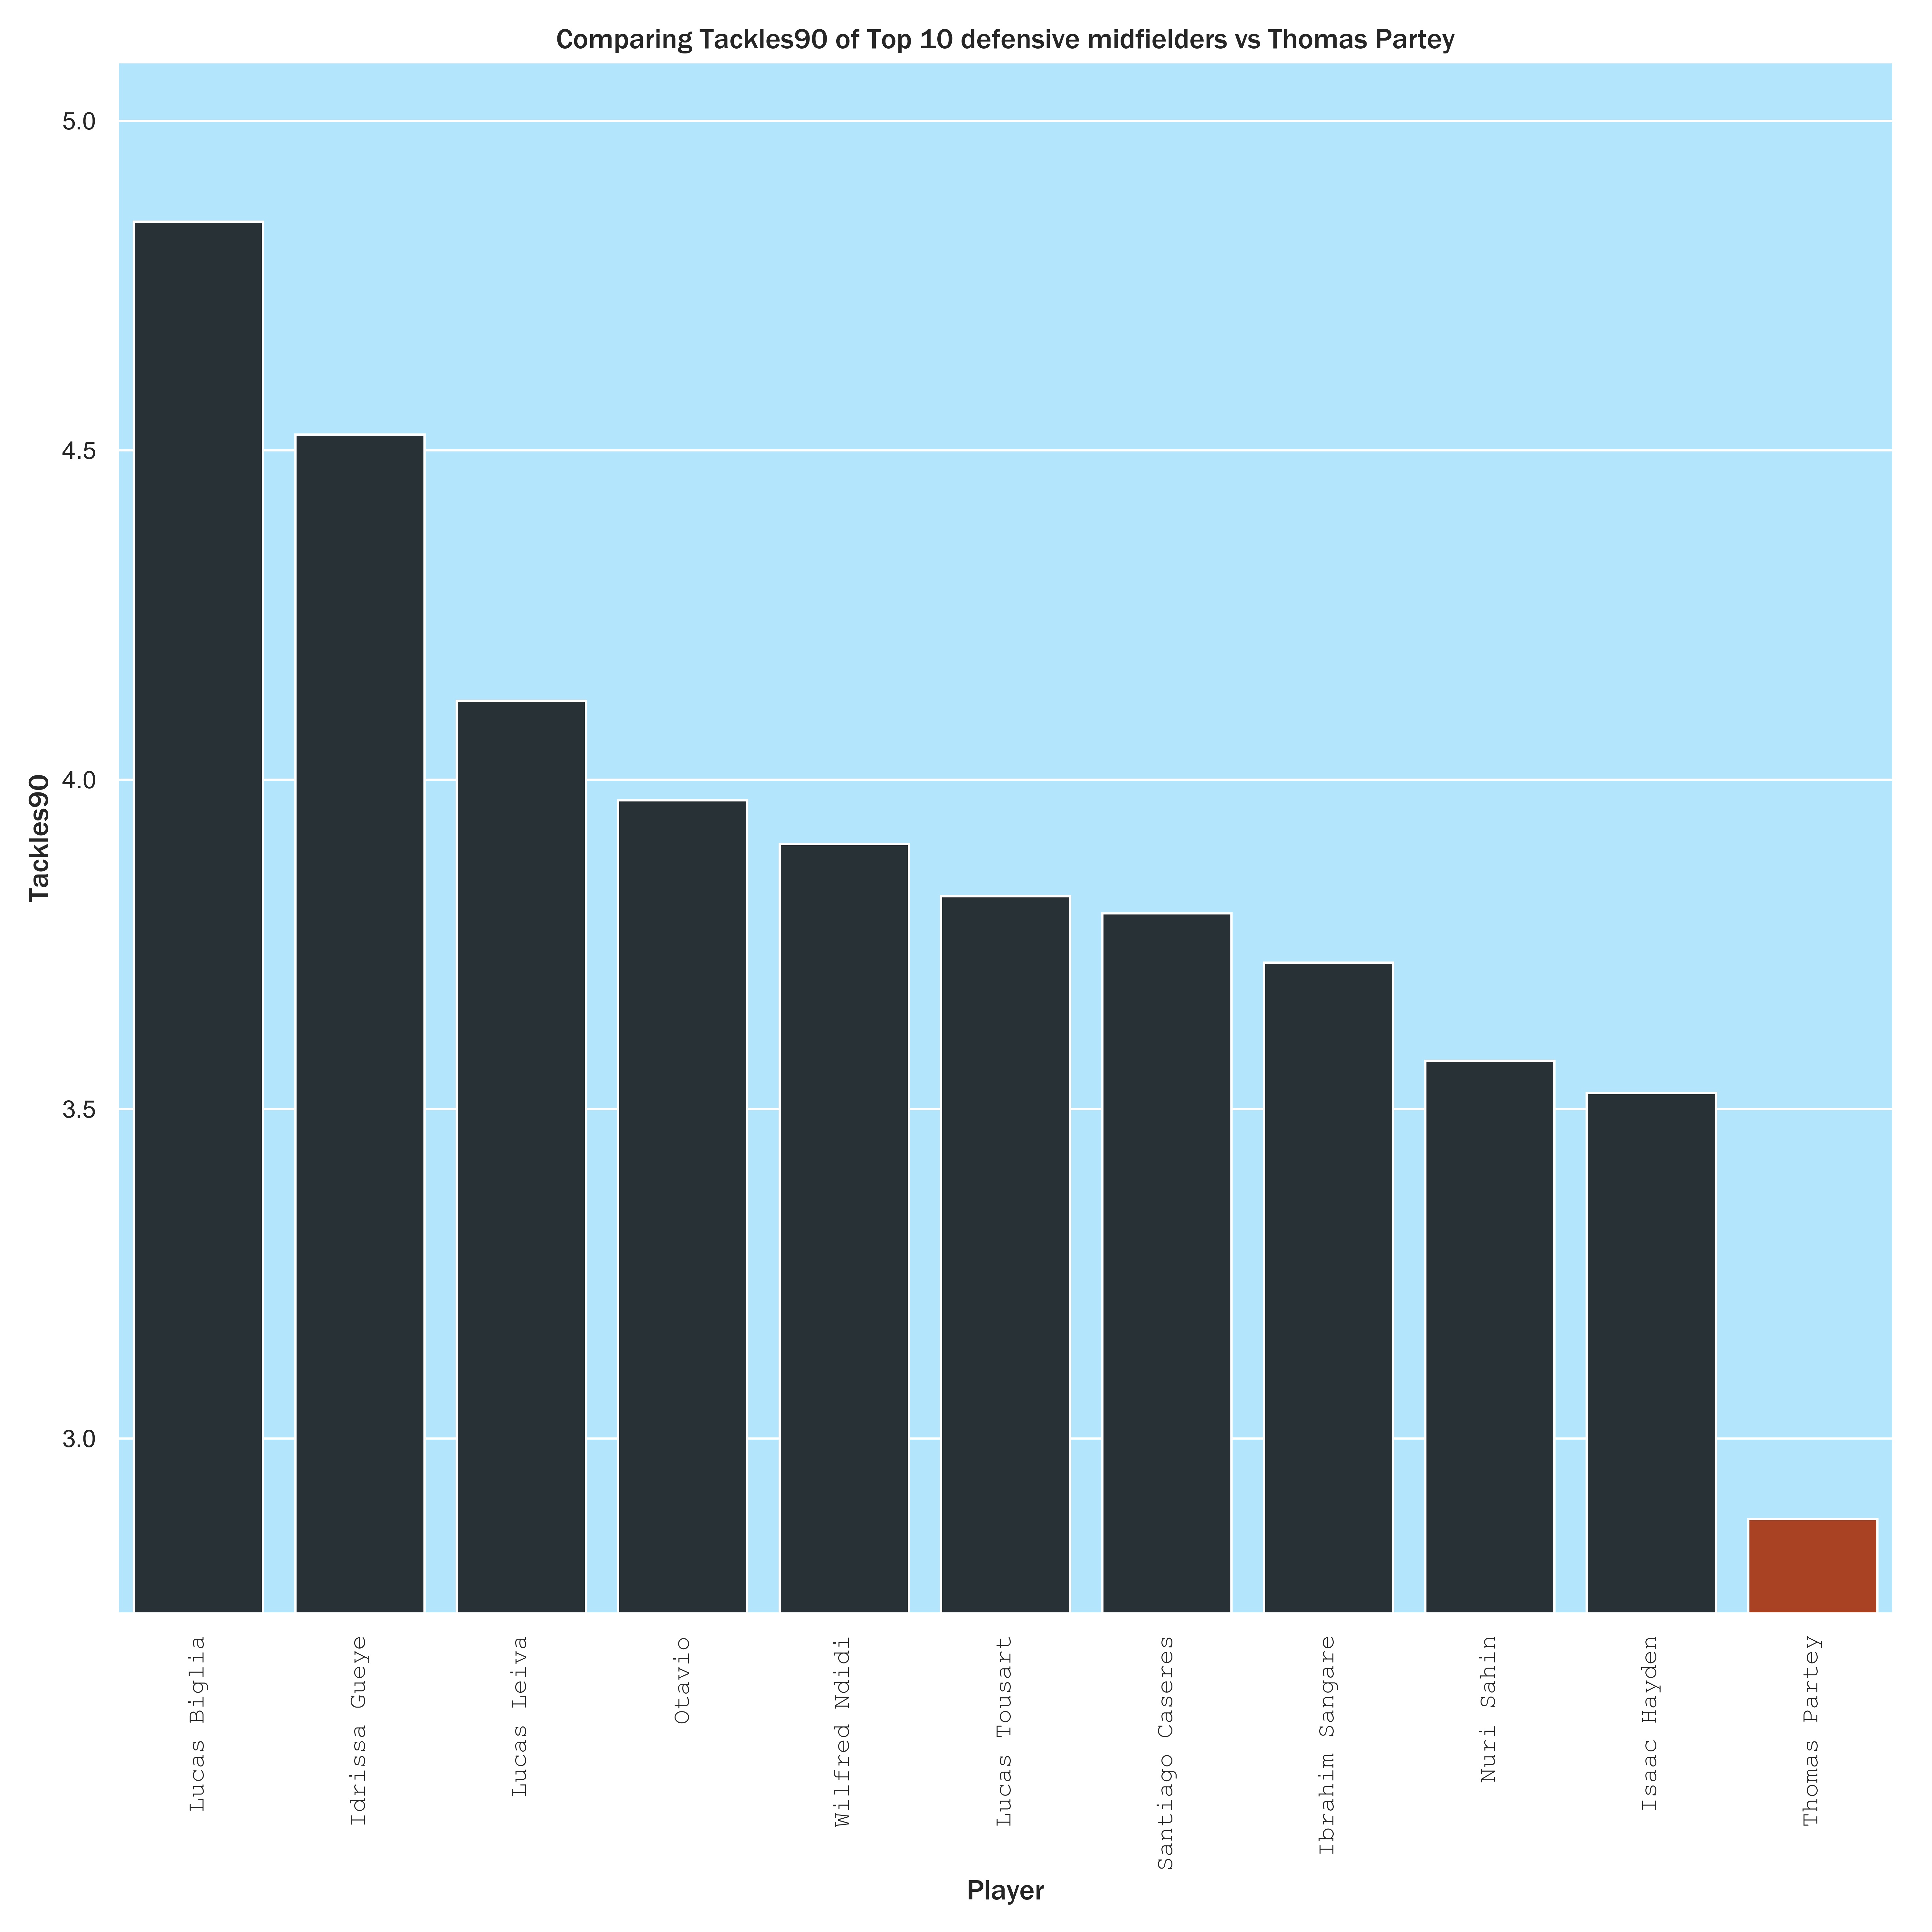 Comparing Tackles90 of Top 10 defensive midfielders vs Thomas Partey
5.0
4.5
4.0
3.5
3.0
Tackles90
Lucas Biglia
Idrissa Gueye
Lucas Leiva
Otavio
Wilfred Ndidi
Lucas Tousart
Santiago Caseres
Ibrahim Sangare
Nuri Sahin
Isaac Hayden
Thomas Partey
Player